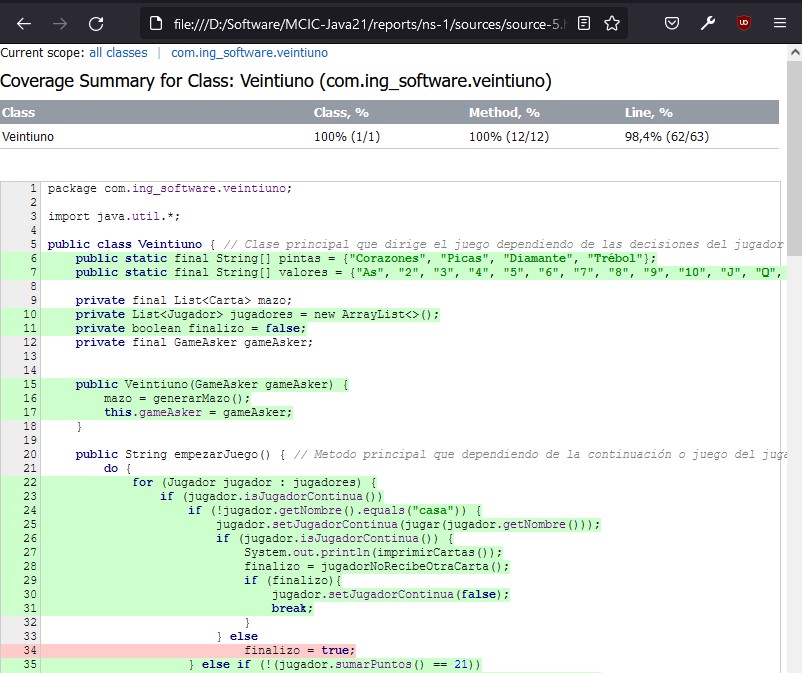 file:///D:/Software/MCIC-Java21/reports/ns-1/sources/source-5.h
Current scope: all classes | com.ing_software.veintiuno
Coverage Summary for Class: Veintiuno (com.ing_software.veintiuno)
Class Class, % Method, % Line, %
Veintiuno 100% (1/1) 100% (12/12) 98,4% (62/63)
1 package com.ing_software.veintiuno;
2
3 import java.util.*;
4
5 public class Veintiuno { // Clase principal que dirige el juego dependiendo de las decisiones del jugador
6 public static final String[] pintas = {"Corazones", "Picas", "Diamante", "Trébol"};
7 public static final String[] valores = {"As", "2", "3", "4", "5", "6", "7", "8", "9", "10", "J", "Q",
8
9 private final List<Carta> mazo;
10 private List<Jugador> jugadores = new ArrayList<>();
11 private boolean finalizo = false;
12 private final GameAsker gameAsker;
13
14
15 public Veintiuno(GameAsker gameAsker) {
16 mazo = generarMazo();
17 this.gameAsker = gameAsker;
18 }
19
20 public String empezarJuego() { // Metodo principal que dependiendo de la continuación o juego del juga
21 do {
22 for (Jugador jugador : jugadores) {
23 if (jugador.isJugadorContinua())
24 if (!jugador.getNombre().equals("casa")) {
25 jugador.setJugadorContinua(jugar(jugador.getNombre()));
26 if (jugador.isJugadorContinua()) {
27 System.out.println(imprimirCartas());
28 finalizo = jugadorNoRecibeOtraCarta();
29 if (finalizo){
30 jugador.setJugadorContinua(false);
31 break;
32 }
33 } else
34 finalizo = true;
35 } else if (!(jugador.sumarPuntos() == 21))